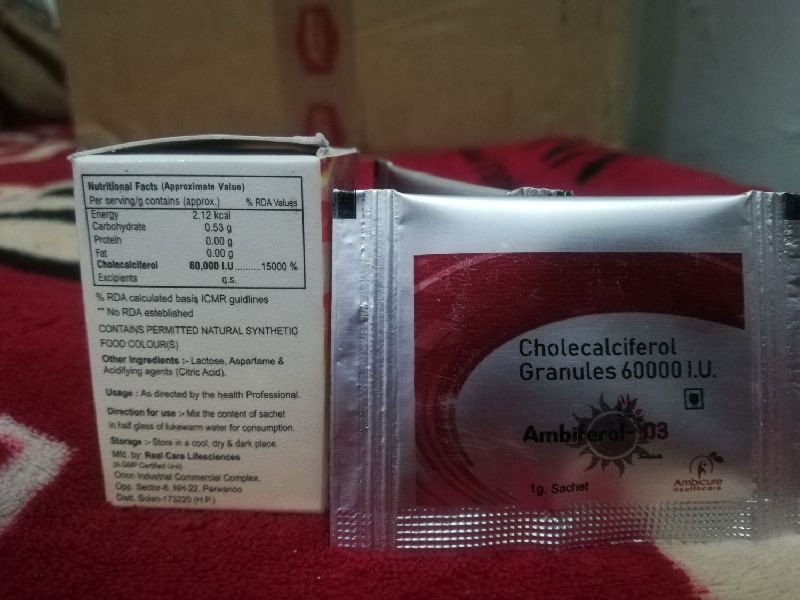 Nutritional Facts (Approximate Value)
Per serving/g contains (approx.) % RDA Values
Energy 2.12 kcal
Carbohydrate 0.53 g
Protein 0.00 g
Fat 0.00 g
Cholecalciferol 60,000 I.U..........15000 %
Excipients q.s.
% RDA calculated basis ICMR guidlines
** No RDA esteblished
CONTAINS PERMITTED NATURAL SYNTHETIC
FOOD COLOUR(S)
Other Ingredients :- Lactose, Aspartame &
Acidifying agents (Citric Acid).
Usage : As directed by the health Professional.
Direction for use :- Mix the content of sachet
in half glass of lukewarm water for consumption.
Storage :- Store in a cool, dry & dark place.
Mfd. by: Real Care Lifesciences
(A GMP Certified Unit)
Orion Industrial Commercial Complex,
Opp. Sector-6, NH-22, Parwanoo
Distt. Solan-173220 (H.P.)
Cholecalciferol
Granules 60000 I.U.
Ambiferol- 03
1g. Sachet
Ambicure
Healthcare